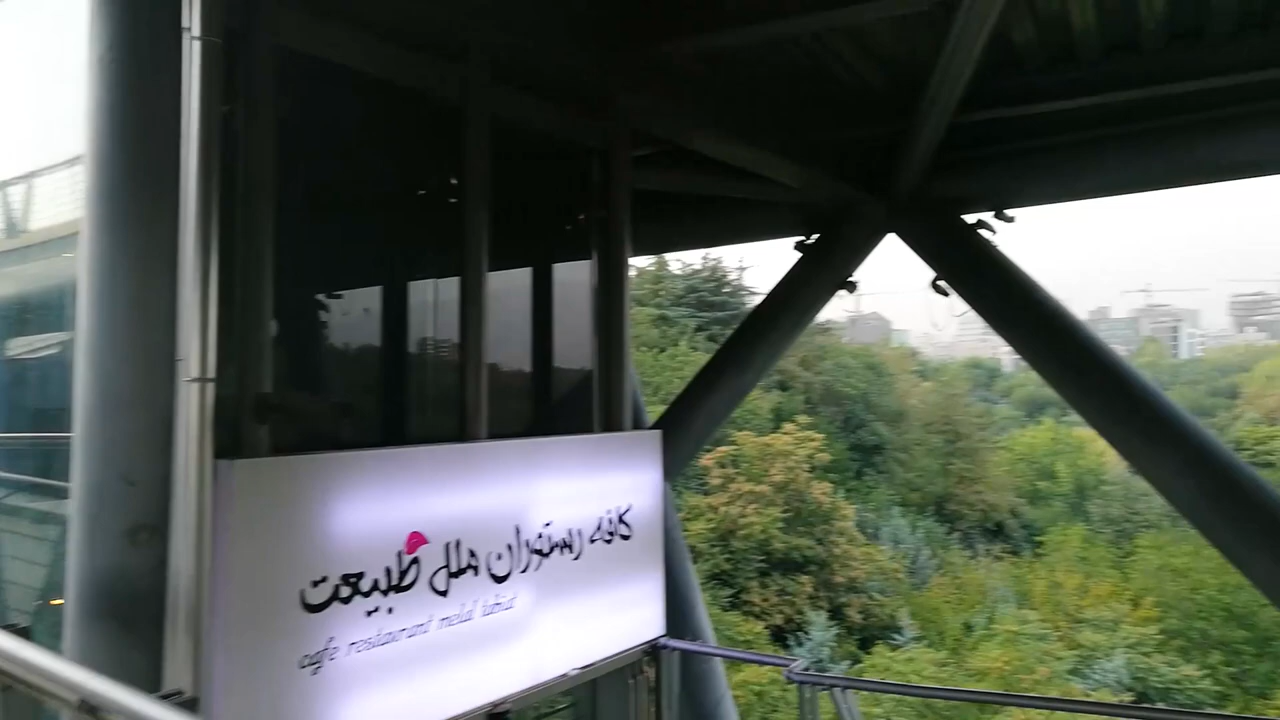 کافه رستوران ملل طبیعت
cafe restaurant melal tabiat